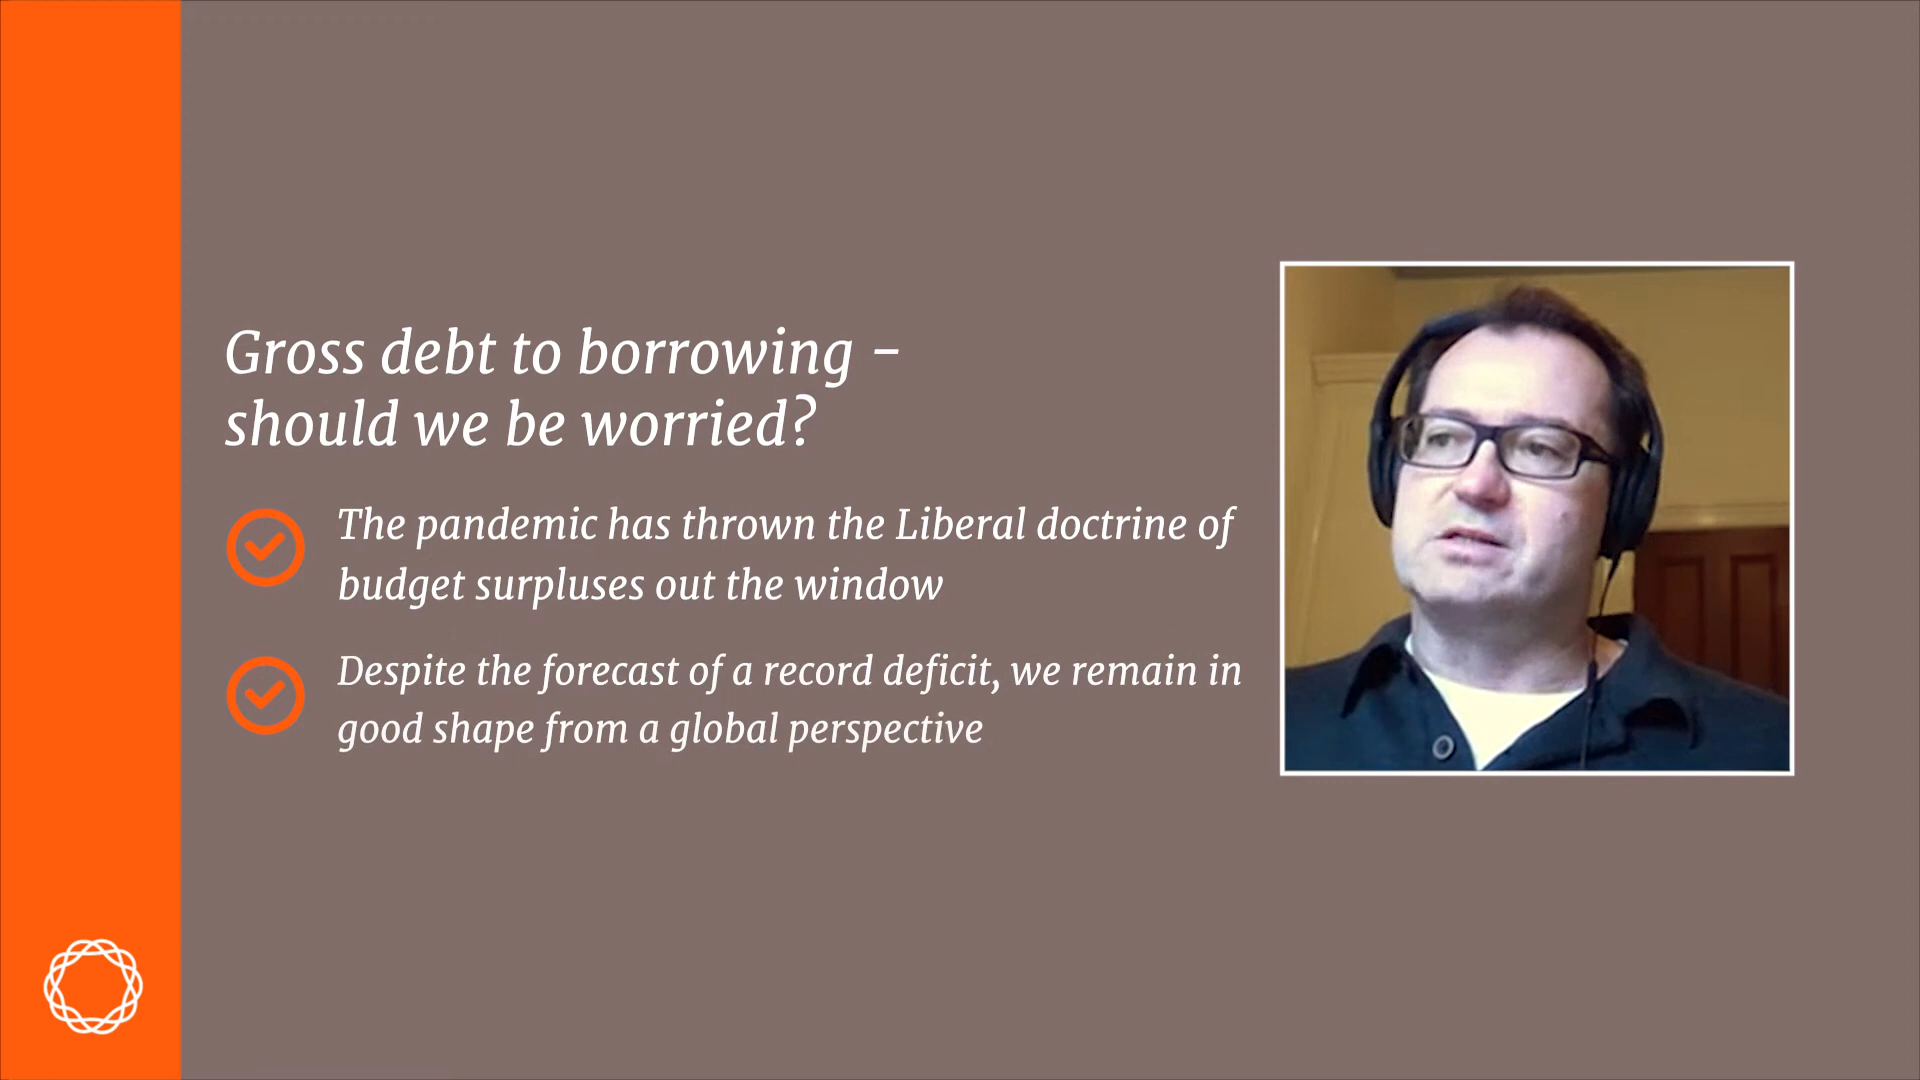 Gross debt to borrowing –
should we be worried?
The pandemic has thrown the Liberal doctrine of
budget surpluses out the window
Despite the forecast of a record deficit, we remain in
good shape from a global perspective